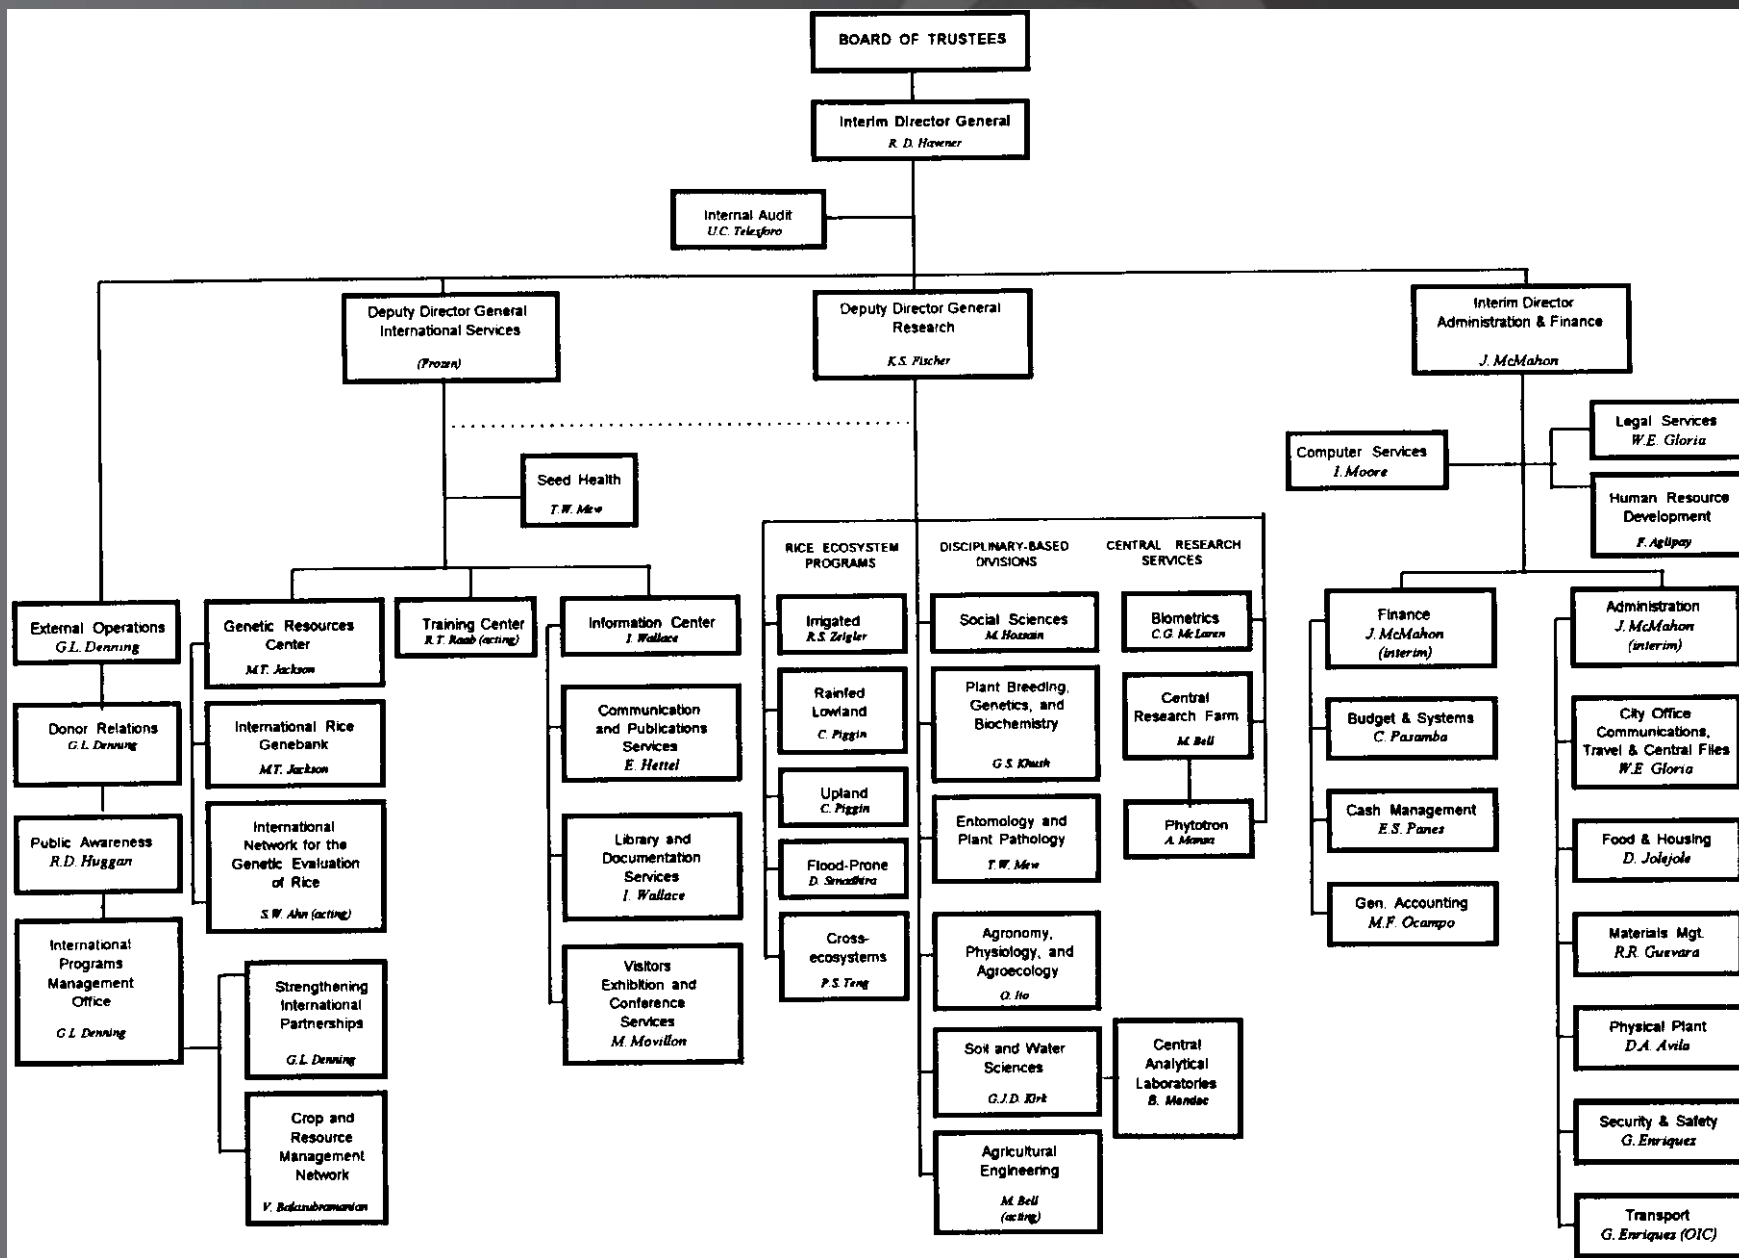 BOARD OF TRUSTEES
Interim Director General
R. D. Havener
Internal Audit
U.C. Telesforo
Deputy Director General
International Services
(Frozen)
Deputy Director General
Research
K.S. Fischer
Interim Director
Administration & Finance
J. McMahon
Legal Services
W.E. Gloria
Computer Services
I. Moore
Human Resource
Development
F. Aglipay
Seed Health
T.W. Mew
RICE ECOSYSTEM
PROGRAMS
DISCIPLINARY-BASED
DIVISIONS
CENTRAL RESEARCH
SERVICES
External Operations
G.L. Denning
Donor Relations
G.L. Denning
Public Awareness
R.D. Huggan
International
Programs
Management
Office
G.L. Denning
Genetic Resources
Center
M.T. Jackson
International Rice
Genebank
M.T. Jackson
International
Network for the
Genetic Evaluation
of Rice
S.W. Ahn (acting)
Strengthening
International
Partnerships
G.L. Denning
Crop and
Resource
Management
Network
V. Balasubramanian
Training Center
R.T. Raab (acting)
Information Center
I. Wallace
Communication
and Publications
Services
E. Hettel
Library and
Documentation
Services
I. Wallace
Visitors
Exhibition and
Conference
Services
M. Movillon
Irrigated
R.S. Zeigler
Rainfed
Lowland
C. Piggin
Upland
C. Piggin
Flood-Prone
D. Senadhira
Cross-
ecosystems
P.S. Teng
Social Sciences
M. Hossain
Plant Breeding,
Genetics, and
Biochemistry
G.S. Khush
Entomology and
Plant Pathology
T.W. Mew
Agronomy,
Physiology, and
Agroecology
O. Ito
Soil and Water
Sciences
G.J.D. Kirk
Agricultural
Engineering
M. Bell
(acting)
Biometrics
C.G. McLaren
Central
Research Farm
M. Bell
Phytotron
A. Manza
Central
Analytical
Laboratories
B. Mandac
Finance
J. McMahon
(interim)
Budget & Systems
C. Pasamba
Cash Management
E.S. Panes
Gen. Accounting
M.F. Ocampo
Administration
J. McMahon
(interim)
City Office
Communications,
Travel & Central Files
W.E. Gloria
Food & Housing
D. Jolejole
Materials Mgt.
R.R. Guevara
Physical Plant
D.A. Avila
Security & Safety
G. Enriquez
Transport
G. Enriquez (OIC)